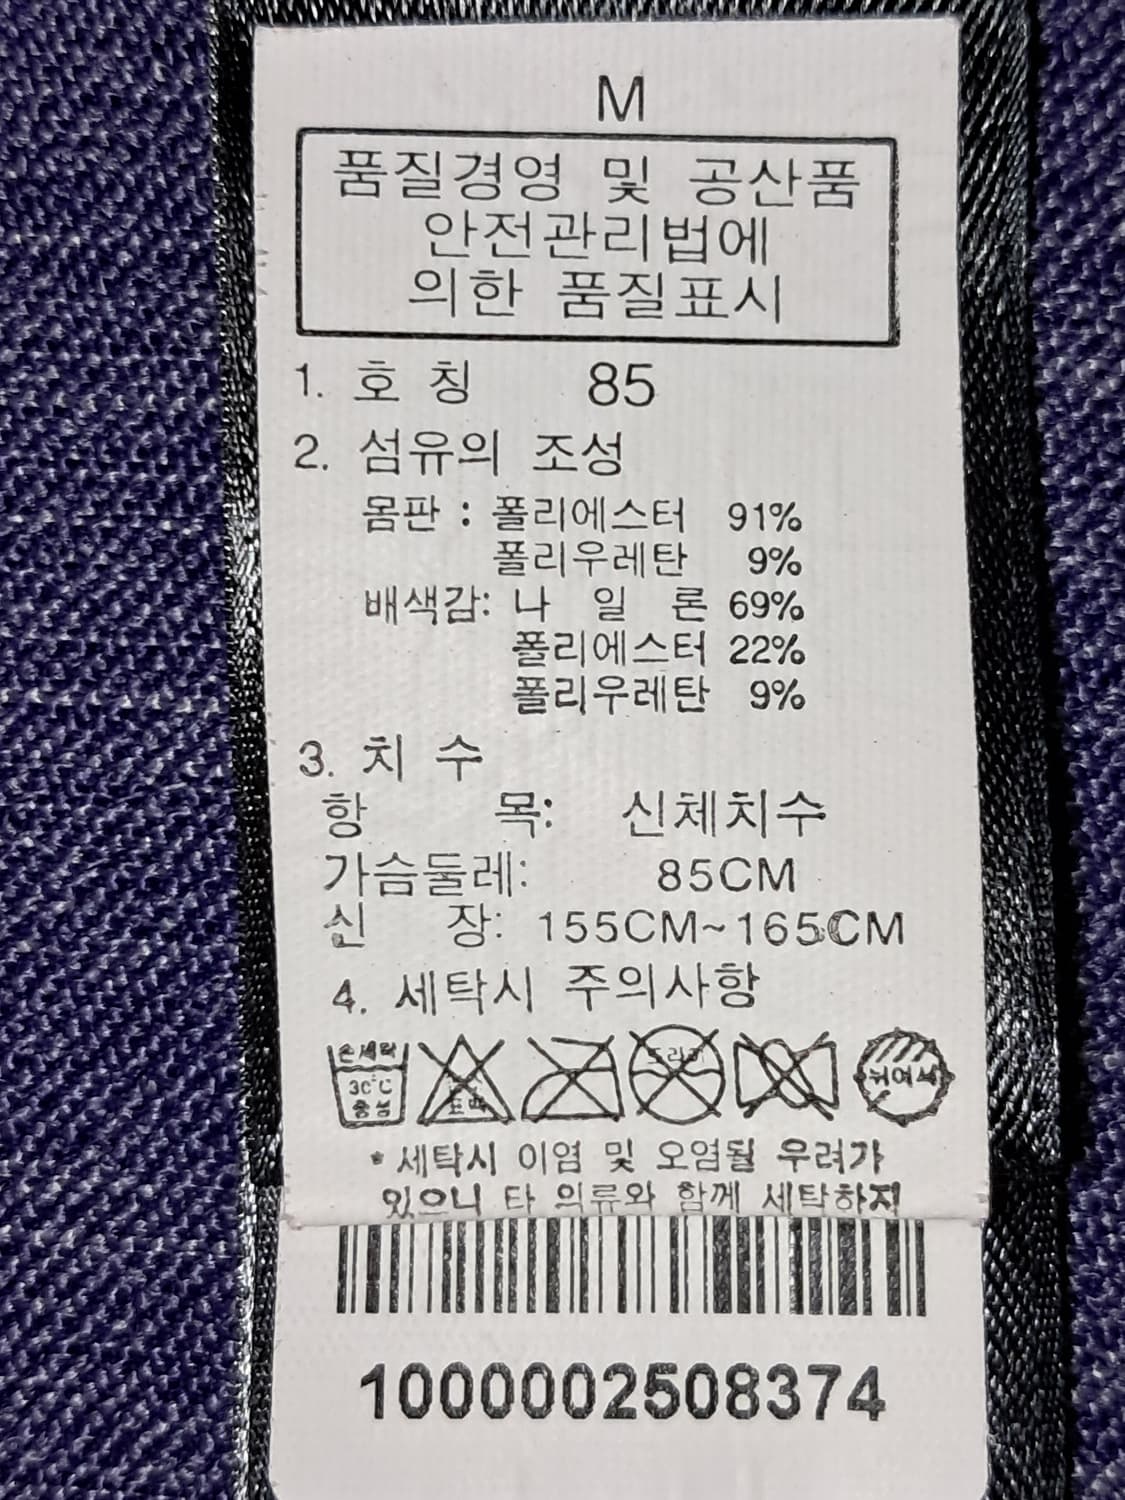 M
품질경영 및 공산품
안전관리법에
의한 품질표시
1. 호 칭 85
2. 섬유의 조성
몸판 : 폴리에스터 91%
폴리우레탄 9%
배색감: 나 일 론 69%
폴리에스터 22%
폴리우레탄 9%
3. 치 수
항 목: 신체치수
가슴둘레: 85CM
신 장: 155CM~165CM
4. 세탁시 주의사항
손세탁
30°C
중성
드라이
뉘여서
* 세탁시 이염 및 오염될 우려가
있으니 타 의류와 함께 세탁하지
1000002508374